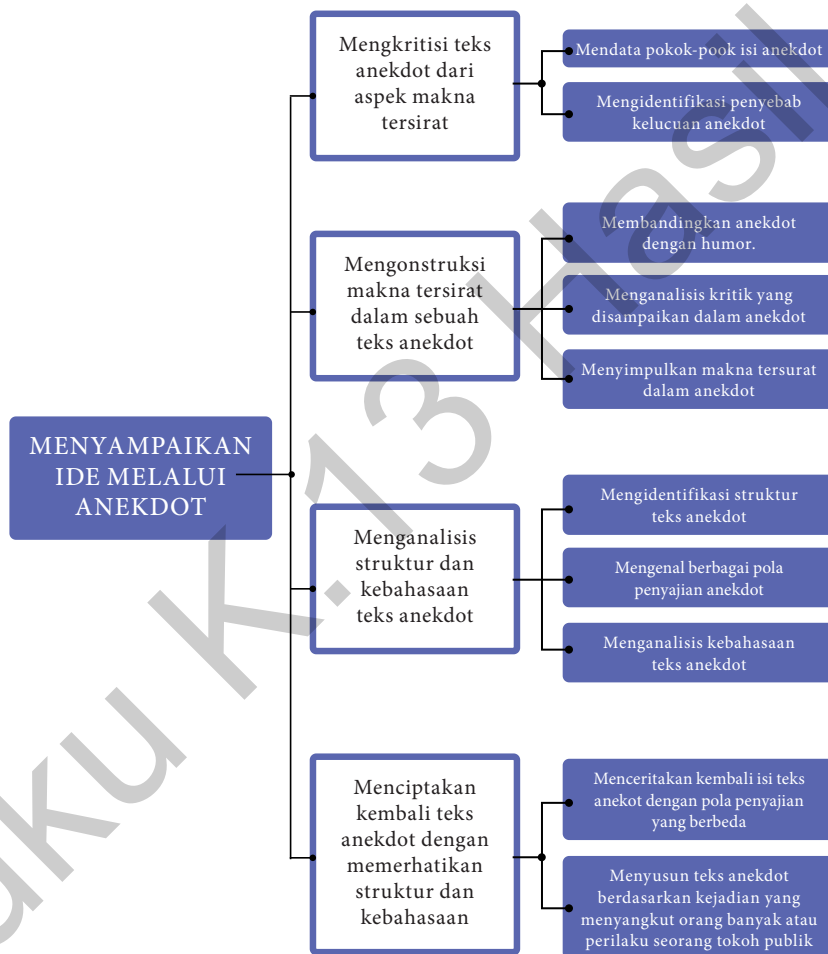 MENYAMPAIKAN
IDE MELALUI
ANEKDOT
Mengkritisi teks
anekdot dari
aspek makna
tersirat
Mendata pokok-pook isi anekdot
Mengidentifikasi penyebab
kelucuan anekdot
Mengonstruksi
makna tersirat
dalam sebuah
teks anekdot
Membandingkan anekdot
dengan humor.
Menganalisis kritik yang
disampaikan dalam anekdot
Menyimpulkan makna tersurat
dalam anekdot
Menganalisis
struktur dan
kebahasaan
teks anekdot
Mengidentifikasi struktur
teks anekdot
Mengenal berbagai pola
penyajian anekdot
Menganalisis kebahasaan
teks anekdot
Menciptakan
kembali teks
anekdot dengan
memerhatikan
struktur dan
kebahasaan
Menceritakan kembali isi teks
anekot dengan pola penyajian
yang berbeda
Menyusun teks anekdot
berdasarkan kejadian yang
menyangkut orang banyak atau
perilaku seorang tokoh publik
K. 13 Hasil